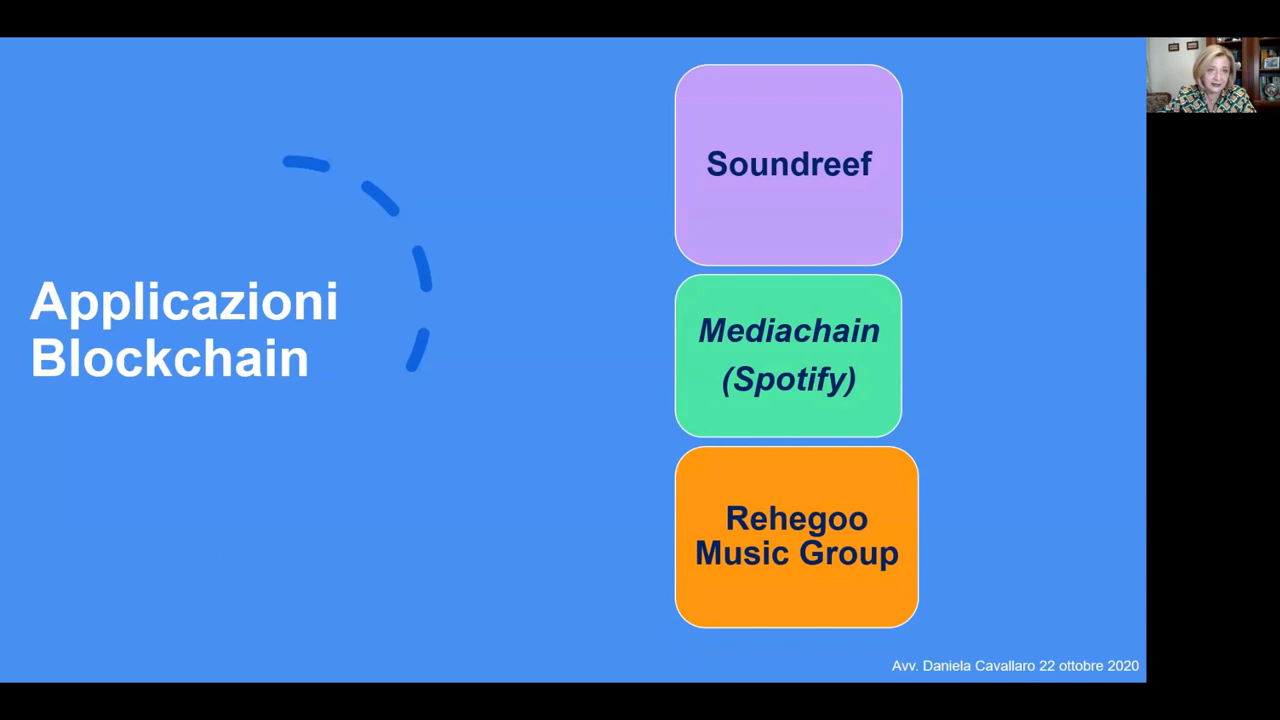 Applicazioni
Blockchain
Soundreef
Mediachain
(Spotify)
Rehegoo
Music Group
Avv. Daniela Cavallaro 22 ottobre 2020